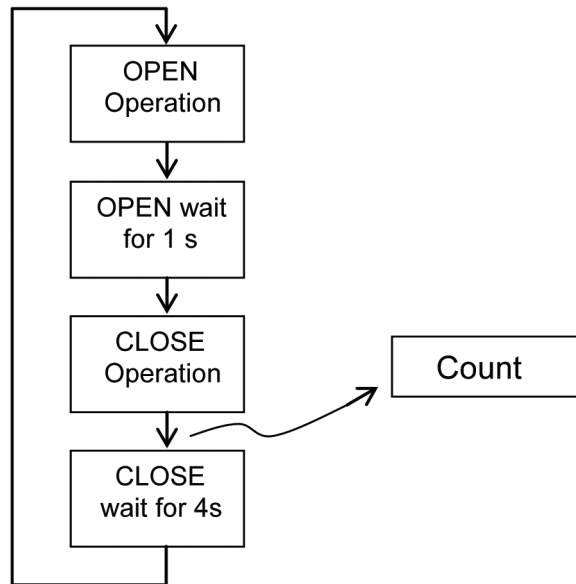 OPEN
Operation
OPEN wait
for 1 s
CLOSE
Operation
Count
CLOSE
wait for 4s